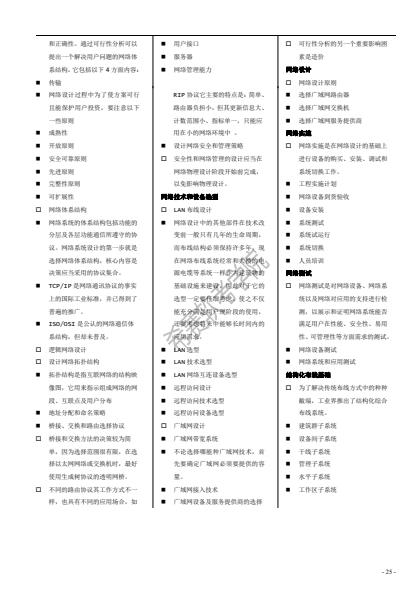 和正确性。通过可行性分析可以
提出一个解决用户问题的网络体
系结构。它包括以下 4 方面内容：
■ 传输
■ 用户接口
■ 服务器
■ 网络管理能力
□ 可行性分析的另一个重要影响因
素是造价
■ 网络设计过程中为了使方案可行
且能保护用户投资，要注意以下
一些原则
■ 成熟性
■ 开放原则
■ 安全可靠原则
■ 先进原则
■ 完整性原则
■ 可扩展性
□ 网络体系结构
■ 网络系统的体系结构包括功能的
分层及各层功能通信所遵守的协
议。网络系统设计的第一步就是
选择网络体系结构，核心内容是
决策应当采用的协议集合。
■ TCP/IP 是网络通讯协议的事实
上的国际工业标准，并已得到了
普遍的推广。
■ ISO/OSI 是公认的网络通信体
系结构，但却未普及。
□ 逻辑网络设计
□ 设计网络拓扑结构
■ 拓扑结构是指互联网络的结构映
像图，它用来指示组成网络的网
段、互联点及用户分布
■ 地址分配和命名策略
■ 桥接、交换和路由选择协议
□ 桥接和交换方法的决策较为简
单，因为选择范围很有限，在选
择以太网网络或交换机时，最好
使用生成树协议的透明网桥。
□ 不同的路由协议其工作方式不一
样，也具有不同的应用场合，如
RIP 协议它主要的特点是：简单、
路由器负担小，但其更新信息大、
计数范围小、指标单一，只能应
用在小的网络环境中 。
■ 设计网络安全和管理策略
□ 安全性和网络管理的设计应当在
网络物理设计阶段开始前完成，
以免影响物理设计。
网络技术和设备选型
□ LAN 布线设计
■ 网络设计中的其他部件在技术改
变前一般只有几年的生命周期，
而布线结构必须保持许多年。现
在网络布线系统经常和大楼的电
源电缆等系统一样作为建筑物的
基础设施来建设，因此对于它的
选型一定要仔细考虑，使之不仅
能充分满足用户现阶段的使用，
还要考虑将来中能够长时间内的
应用需求。
■ LAN 选型
■ LAN 技术选型
■ LAN 网络互连设备选型
■ 远程访问设计
■ 远程访问技术选型
■ 远程访问设备选型
□ 广域网设计
■ 广域网带宽系统
■ 不论选择哪能种广域网技术，首
先要确定广域网必须要提供的容
量。
■ 广域网接入技术
■ 广域网设备及服务提供商的选择
网络设计
□ 网络设计原则
■ 选择广域网路由器
■ 选择广域网交换机
■ 选择广域网服务提供商
网络实施
□ 网络实施是在网络设计的基础上
进行设备的购买、安装、调试和
系统切换工作。
■ 工程实施计划
■ 网络设备到货验收
■ 设备安装
■ 系统测试
■ 系统试运行
■ 系统切换
■ 人员培训
网络测试
□ 网络测试是对网络设备、网络系
统以及网络对应用的支持进行检
测，以展示和证明网络系统能否
满足用户在性能、安全性、易用
性、可管理性等方面需求的测试。
■ 网络设备测试
■ 网络系统和应用测试
结构化布线基础
□ 为了解决传统布线方式中的种种
敝端，工业界推出了结构化综合
布线系统。
■ 建筑群子系统
■ 设备间子系统
■ 干线子系统
■ 管理子系统
■ 水平子系统
■ 工作区子系统
- 25 -